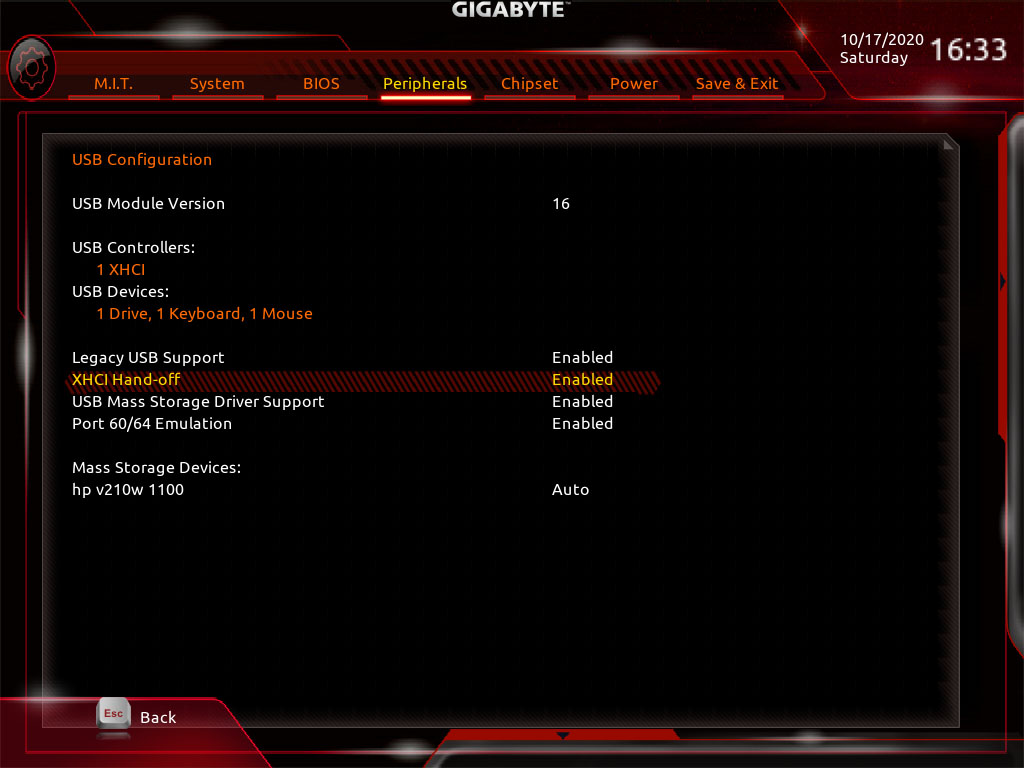 GIGABYTE™
10/17/2020 16:33
Saturday
M.I.T. System BIOS Peripherals Chipset Power Save & Exit
USB Configuration
USB Module Version 16
USB Controllers:
1 XHCI
USB Devices:
1 Drive, 1 Keyboard, 1 Mouse
Legacy USB Support Enabled
XHCI Hand-off Enabled
USB Mass Storage Driver Support Enabled
Port 60/64 Emulation Enabled
Mass Storage Devices:
hp v210w 1100 Auto
Esc Back